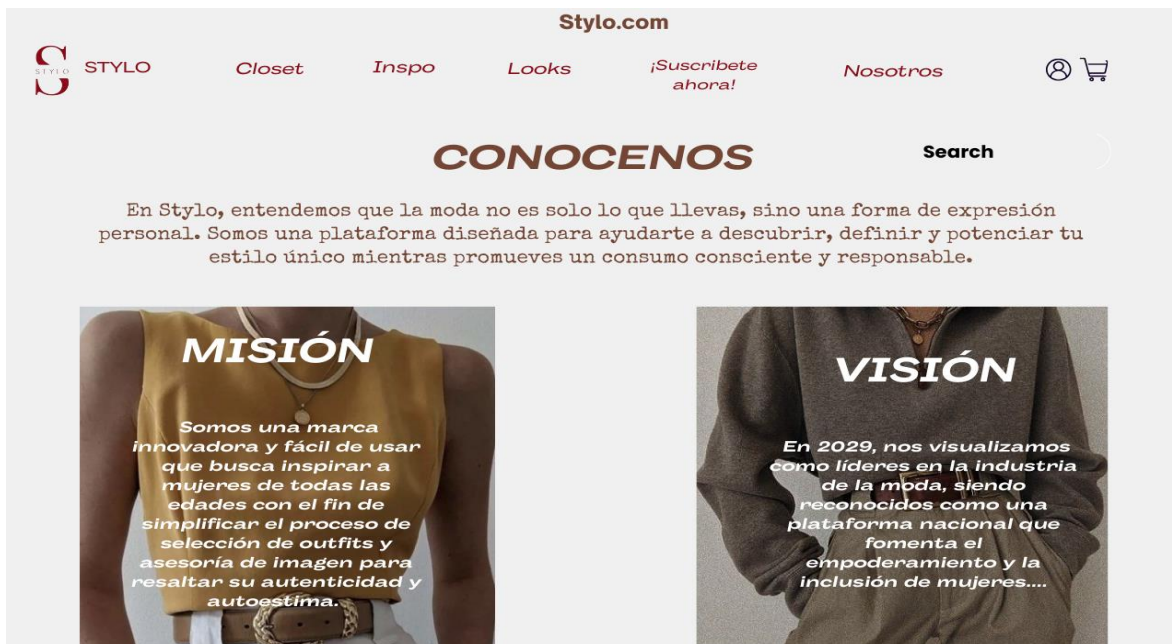 Stylo.com
S
STYLO
STYLO
Closet
Inspo
Looks
¡Suscribete
ahora!
Nosotros
CONOCENOS
Search
En Stylo, entendemos que la moda no es solo lo que llevas, sino una forma de expresión
personal. Somos una plataforma diseñada para ayudarte a descubrir, definir y potenciar tu
estilo único mientras promueves un consumo consciente y responsable.
MISIÓN
Somos una marca
innovadora y fácil de usar
que busca inspirar a
mujeres de todas las
edades con el fin de
simplificar el proceso de
selección de outfits y
asesoría de imagen para
resaltar su autenticidad y
autoestima.
VISIÓN
En 2029, nos visualizamos
como líderes en la industria
de la moda, siendo
reconocidos como una
plataforma nacional que
fomenta el
empoderamiento y la
inclusión de mujeres....